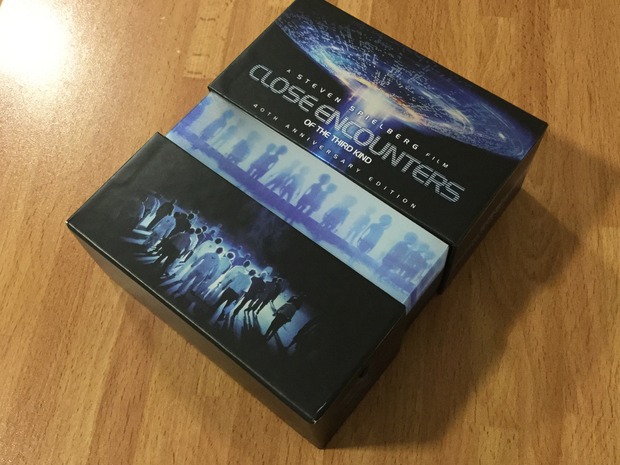 A STEVEN SPIELBERG FILM
CLOSE ENCOUNTERS
OF THE THIRD KIND
40TH ANNIVERSARY EDITION